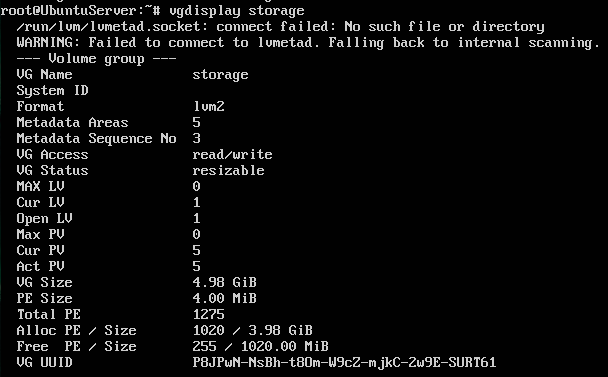 root@UbuntuServer:~# vgdisplay storage
/run/lvm/lvmetad.socket: connect failed: No such file or directory
WARNING: Failed to connect to lvmetad. Falling back to internal scanning.
--- Volume group ---
VG Name storage
System ID
Format lvm2
Metadata Areas 5
Metadata Sequence No 3
VG Access read/write
VG Status resizable
MAX LV 0
Cur LV 1
Open LV 1
Max PV 0
Cur PV 5
Act PV 5
VG Size 4.98 GiB
PE Size 4.00 MiB
Total PE 1275
Alloc PE / Size 1020 / 3.98 GiB
Free PE / Size 255 / 1020.00 MiB
VG UUID P8JPwN-NsBh-t8Om-W9cZ-mjkC-2w9E-SURT61